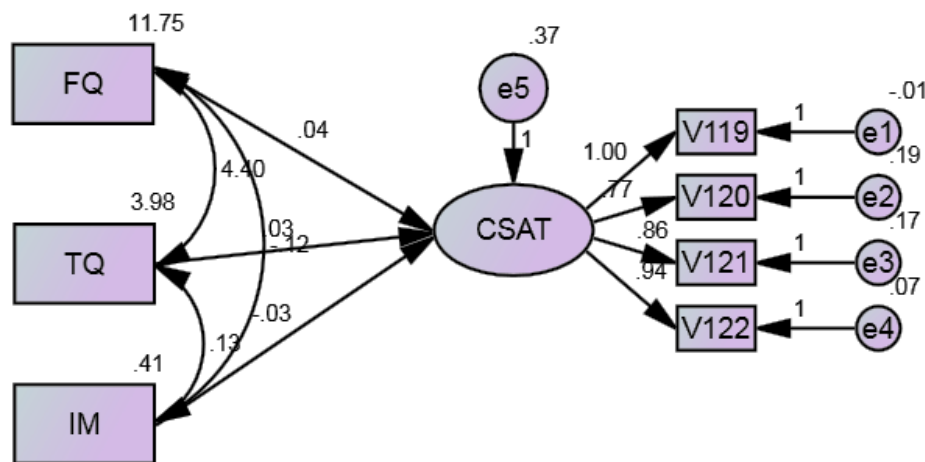 11.75
FQ
.37
e5
1
.04
4.40
3.98
TQ
.03
-.12
CSAT
-.03
.13
.41
IM
1.00
.77
.86
.94
V119
1
e1
-.01
V120
1
e2
.19
V121
1
e3
.17
V122
1
e4
.07